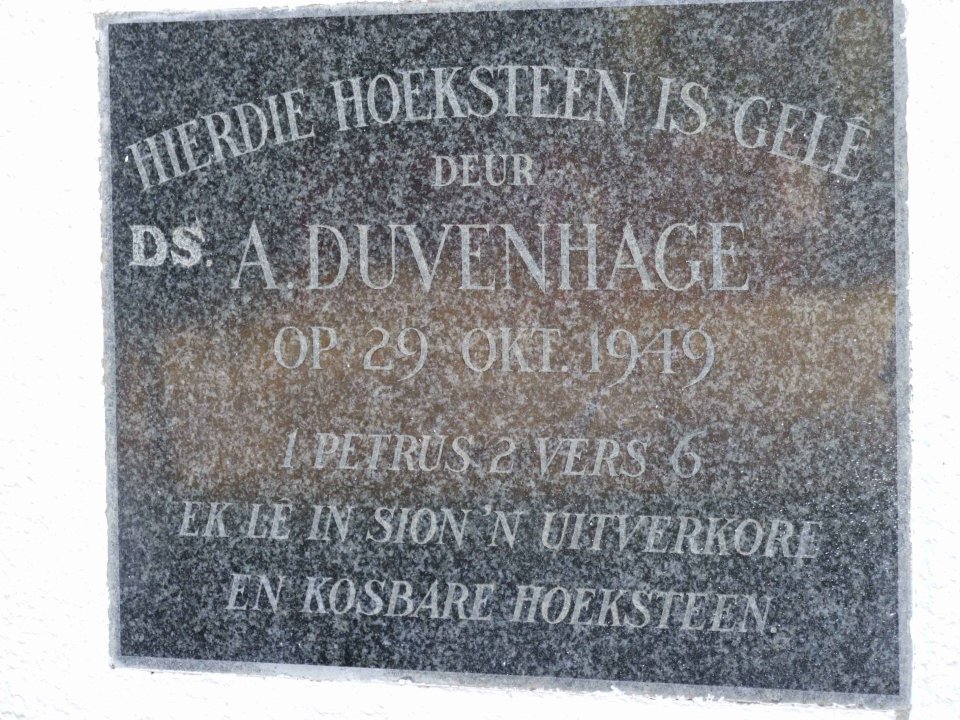 HIERDIE HOEKSTEEN IS GELÊ
DEUR
DS. A. DUVENHAGE
OP 29 OKT. 1949
1 PETRUS 2 VERS 6
EK LÊ IN SION 'N UITVERKORE
EN KOSBARE HOEKSTEEN.